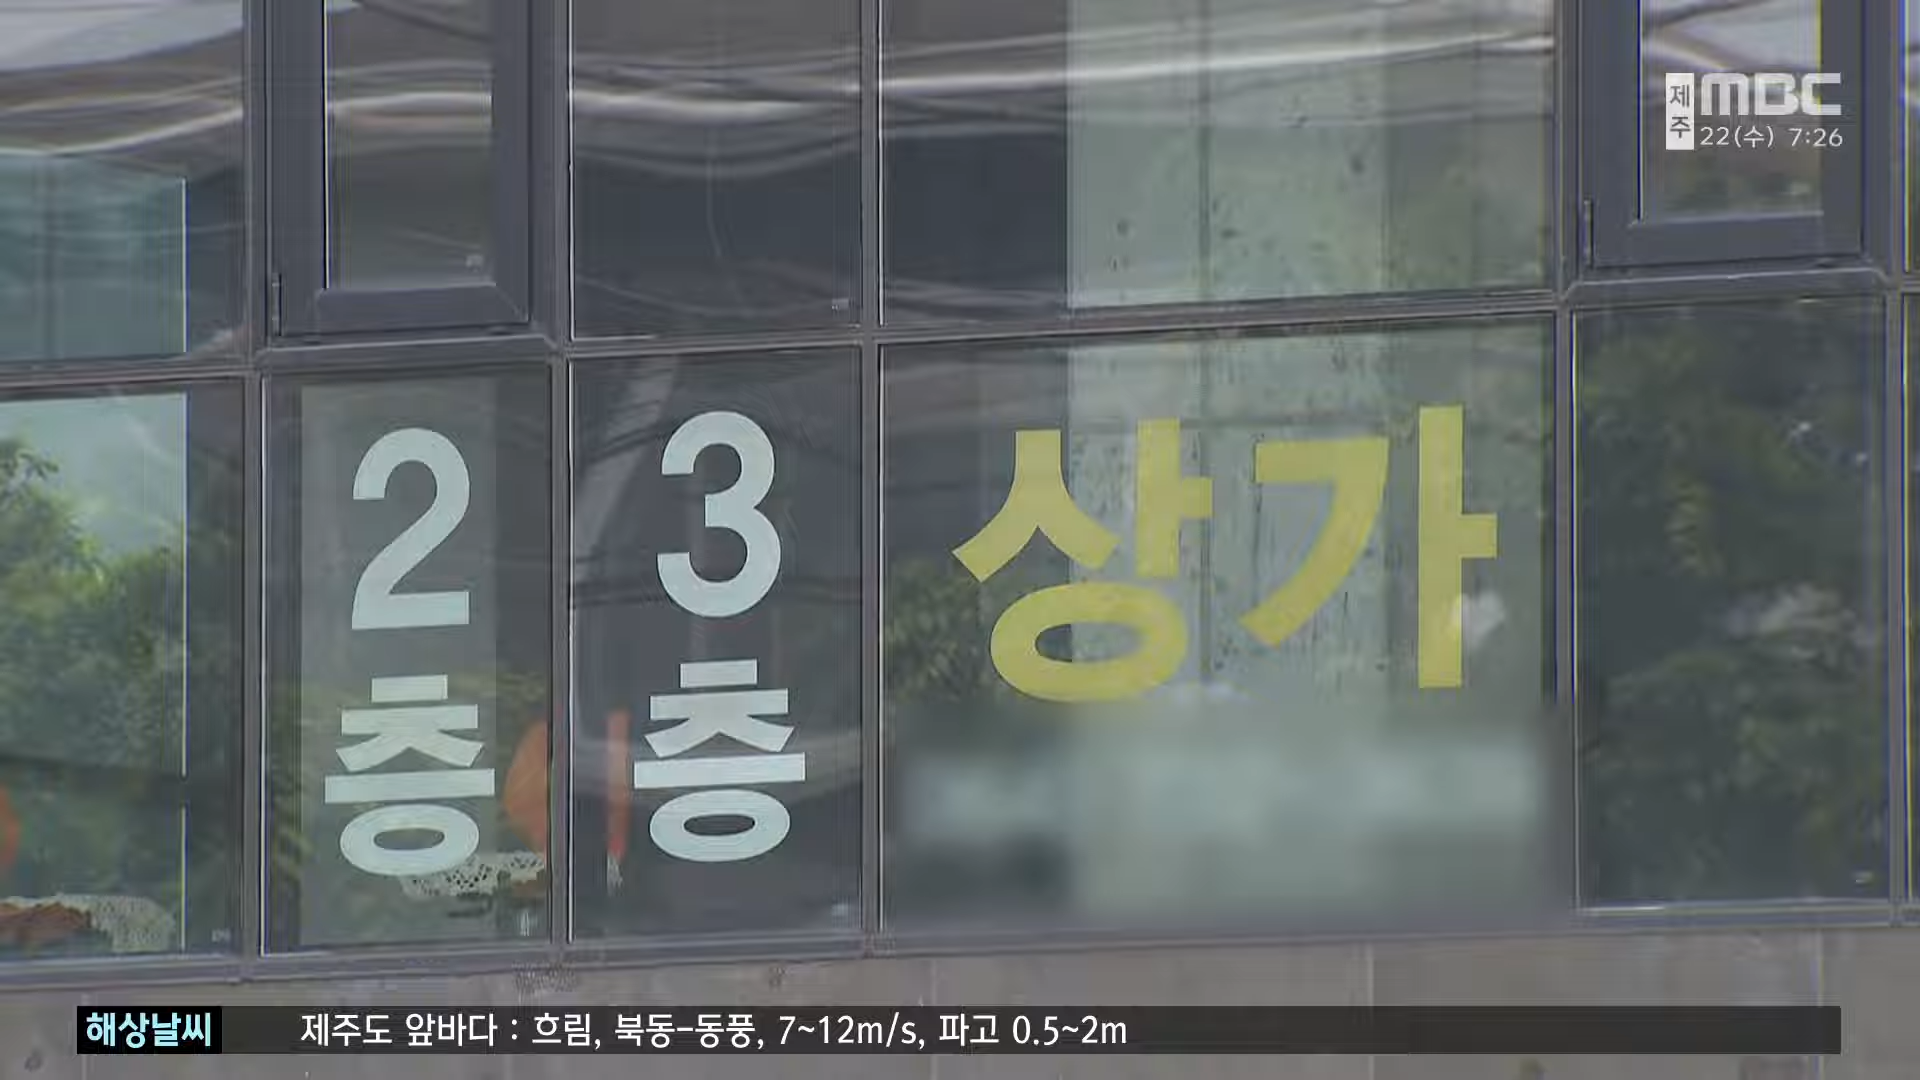 제주 MBC
22(수) 7:26
2층
3층
상가
해상날씨
제주도 앞바다 : 흐림, 북동-동풍, 7~12m/s, 파고 0.5~2m